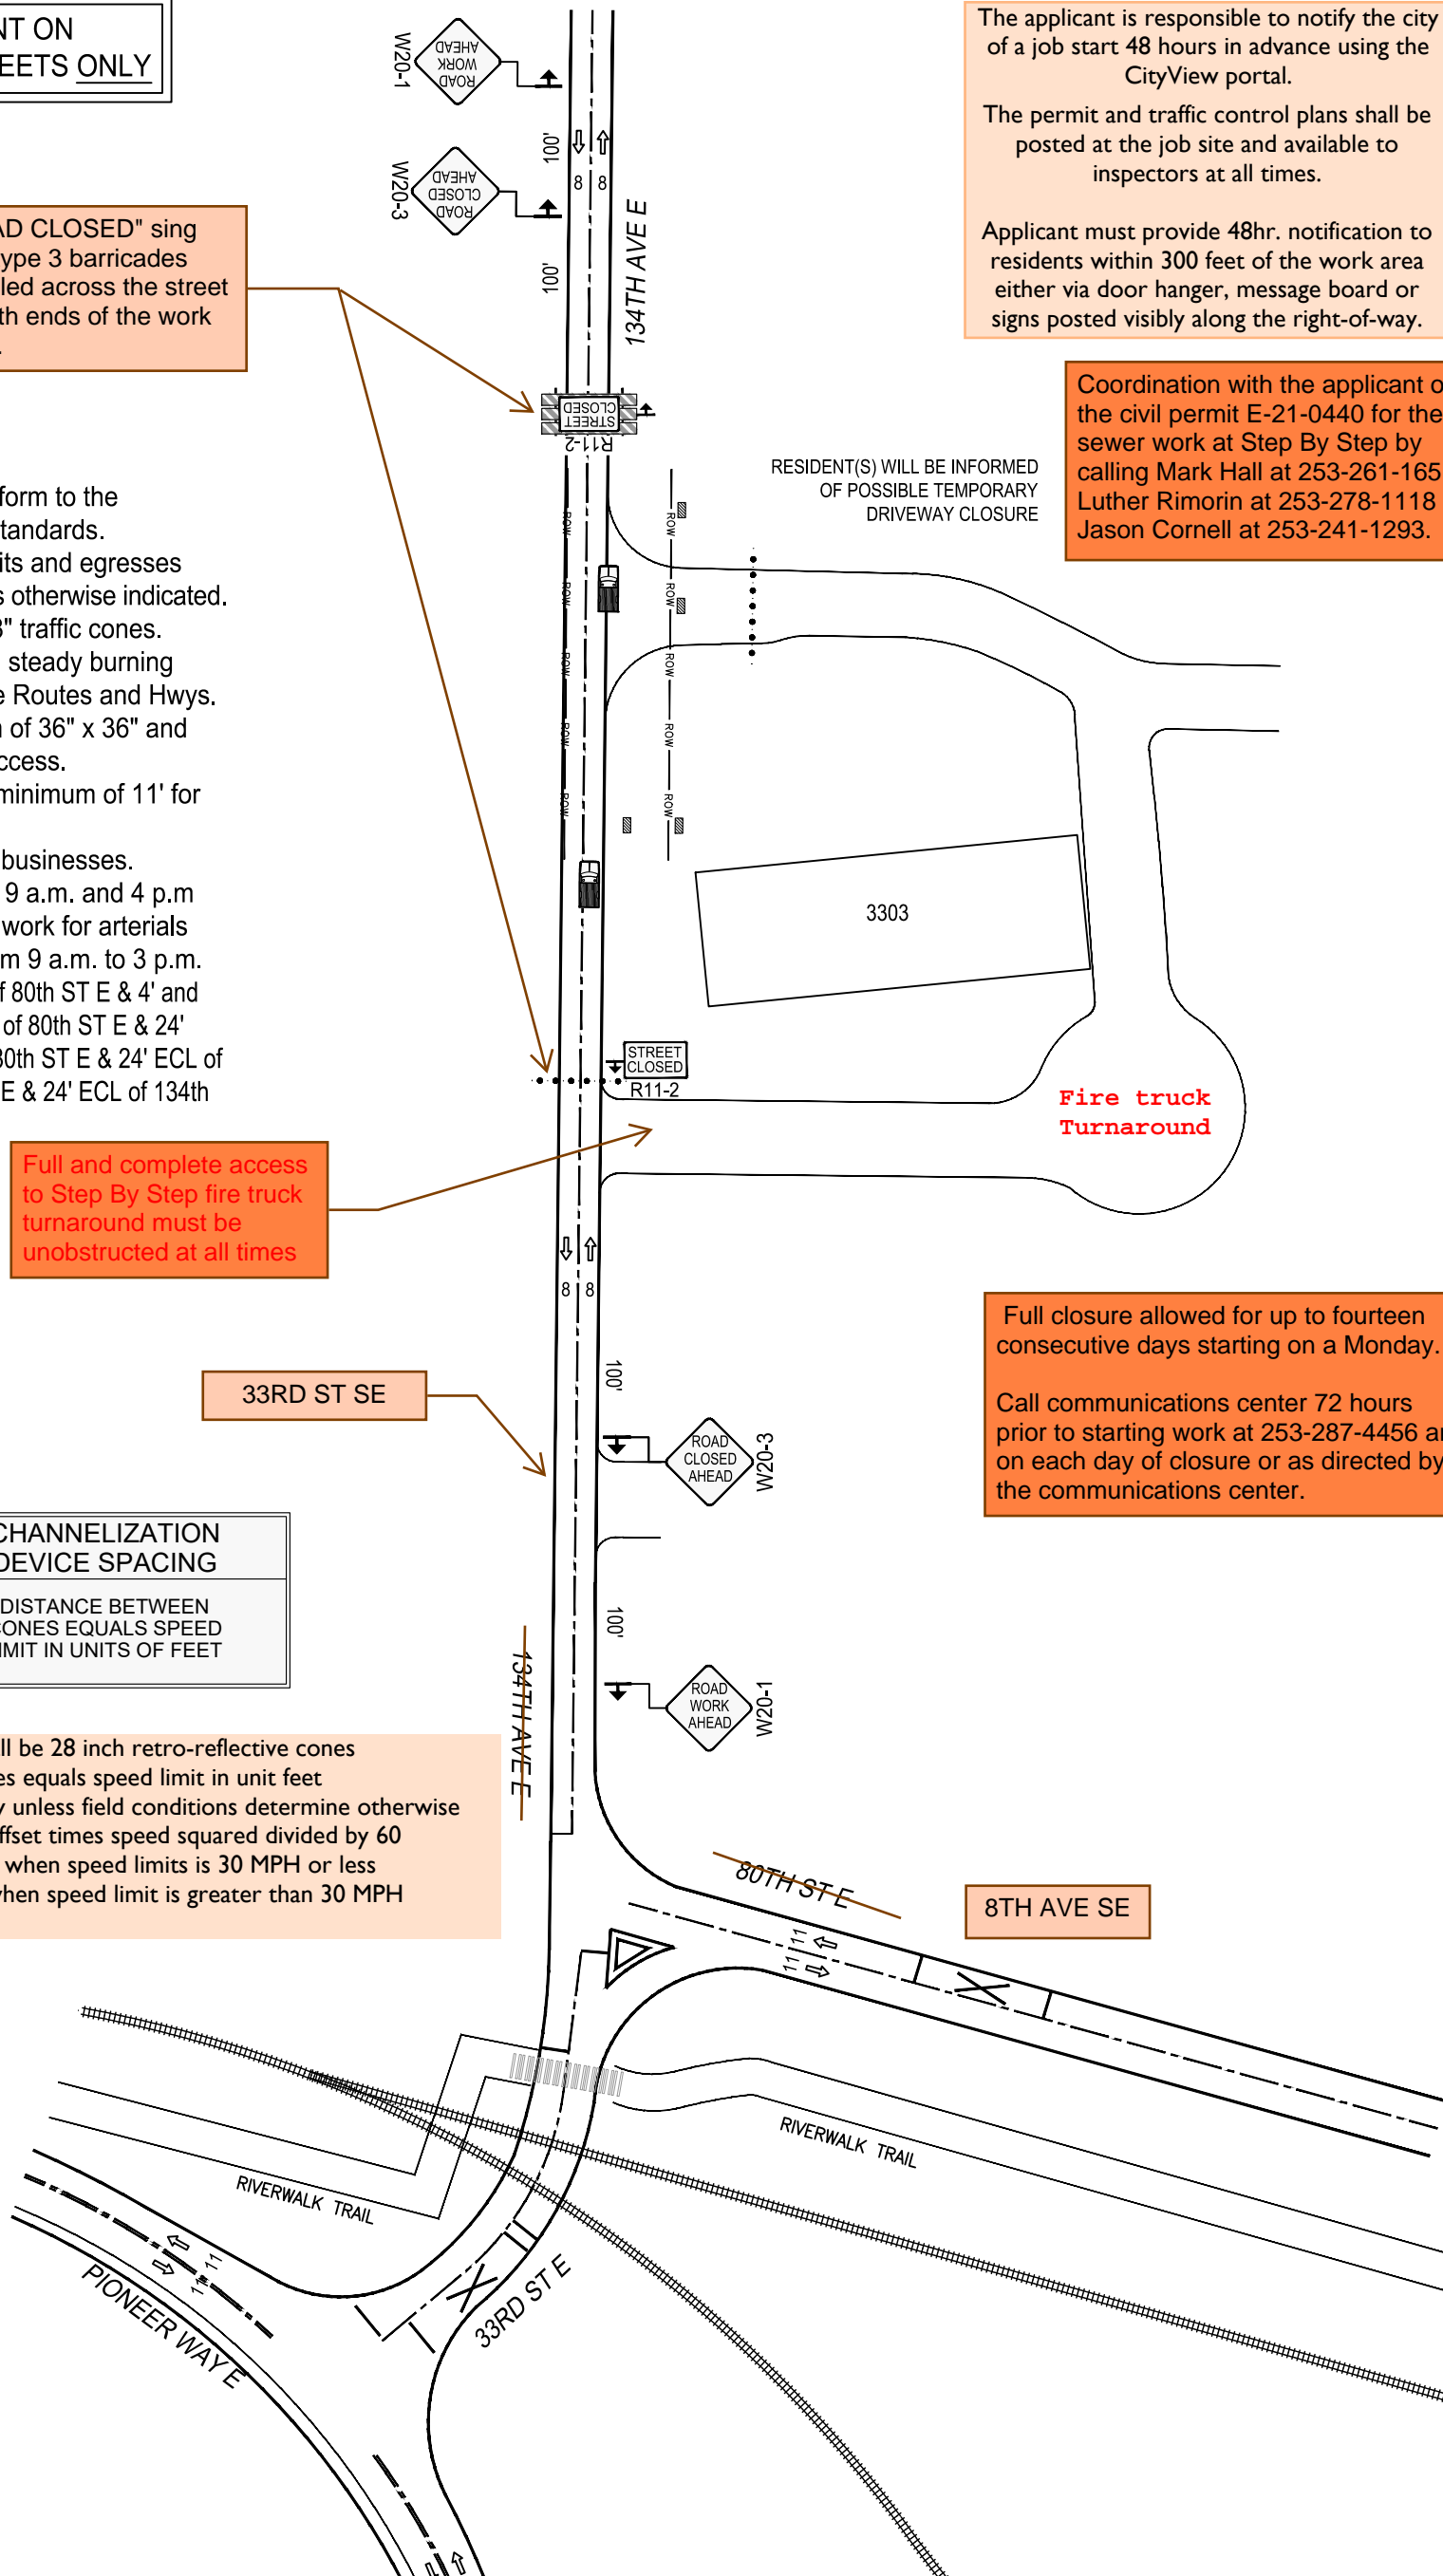 NT ON
EETS ONLY
W20-1
ROAD
WORK
AHEAD
100'
8 8
W20-3
ROAD
CLOSED
AHEAD
100'
134TH AVE E
The applicant is responsible to notify the city
of a job start 48 hours in advance using the
CityView portal.
The permit and traffic control plans shall be
posted at the job site and available to
inspectors at all times.
Applicant must provide 48hr. notification to
residents within 300 feet of the work area
either via door hanger, message board or
signs posted visibly along the right-of-way.
AD CLOSED" sing
ype 3 barricades
led across the street
th ends of the work
.
Coordination with the applicant o
the civil permit E-21-0440 for the
sewer work at Step By Step by
calling Mark Hall at 253-261-165
Luther Rimorin at 253-278-1118
Jason Cornell at 253-241-1293.
STREET
CLOSED
R11-2
RESIDENT(S) WILL BE INFORMED
OF POSSIBLE TEMPORARY
DRIVEWAY CLOSURE
form to the
tandards.
its and egresses
s otherwise indicated.
8" traffic cones.
steady burning
e Routes and Hwys.
n of 36" x 36" and
ccess.
minimum of 11' for
businesses.
9 a.m. and 4 p.m
work for arterials
m 9 a.m. to 3 p.m.
f 80th ST E & 4' and
of 80th ST E & 24'
80th ST E & 24' ECL of
E & 24' ECL of 134th
ROW
ROW
ROW
ROW
ROW
ROW
ROW
ROW
ROW
ROW
3303
STREET
CLOSED
R11-2
Fire truck
Turnaround
Full and complete access
to Step By Step fire truck
turnaround must be
unobstructed at all times
8 8
33RD ST SE
100'
ROAD
CLOSED
AHEAD
W20-3
Full closure allowed for up to fourteen
consecutive days starting on a Monday.
Call communications center 72 hours
prior to starting work at 253-287-4456 an
on each day of closure or as directed by
the communications center.
CHANNELIZATION
DEVICE SPACING
DISTANCE BETWEEN
CONES EQUALS SPEED
IMIT IN UNITS OF FEET
100'
134TH AVE E
ROAD
WORK
AHEAD
W20-1
ll be 28 inch retro-reflective cones
es equals speed limit in unit feet
y unless field conditions determine otherwise
ffset times speed squared divided by 60
when speed limits is 30 MPH or less
when speed limit is greater than 30 MPH
80TH ST E
8TH AVE SE
11
11
RIVERWALK TRAIL
RIVERWALK TRAIL
11
11
PIONEER WAY E
33RD ST E